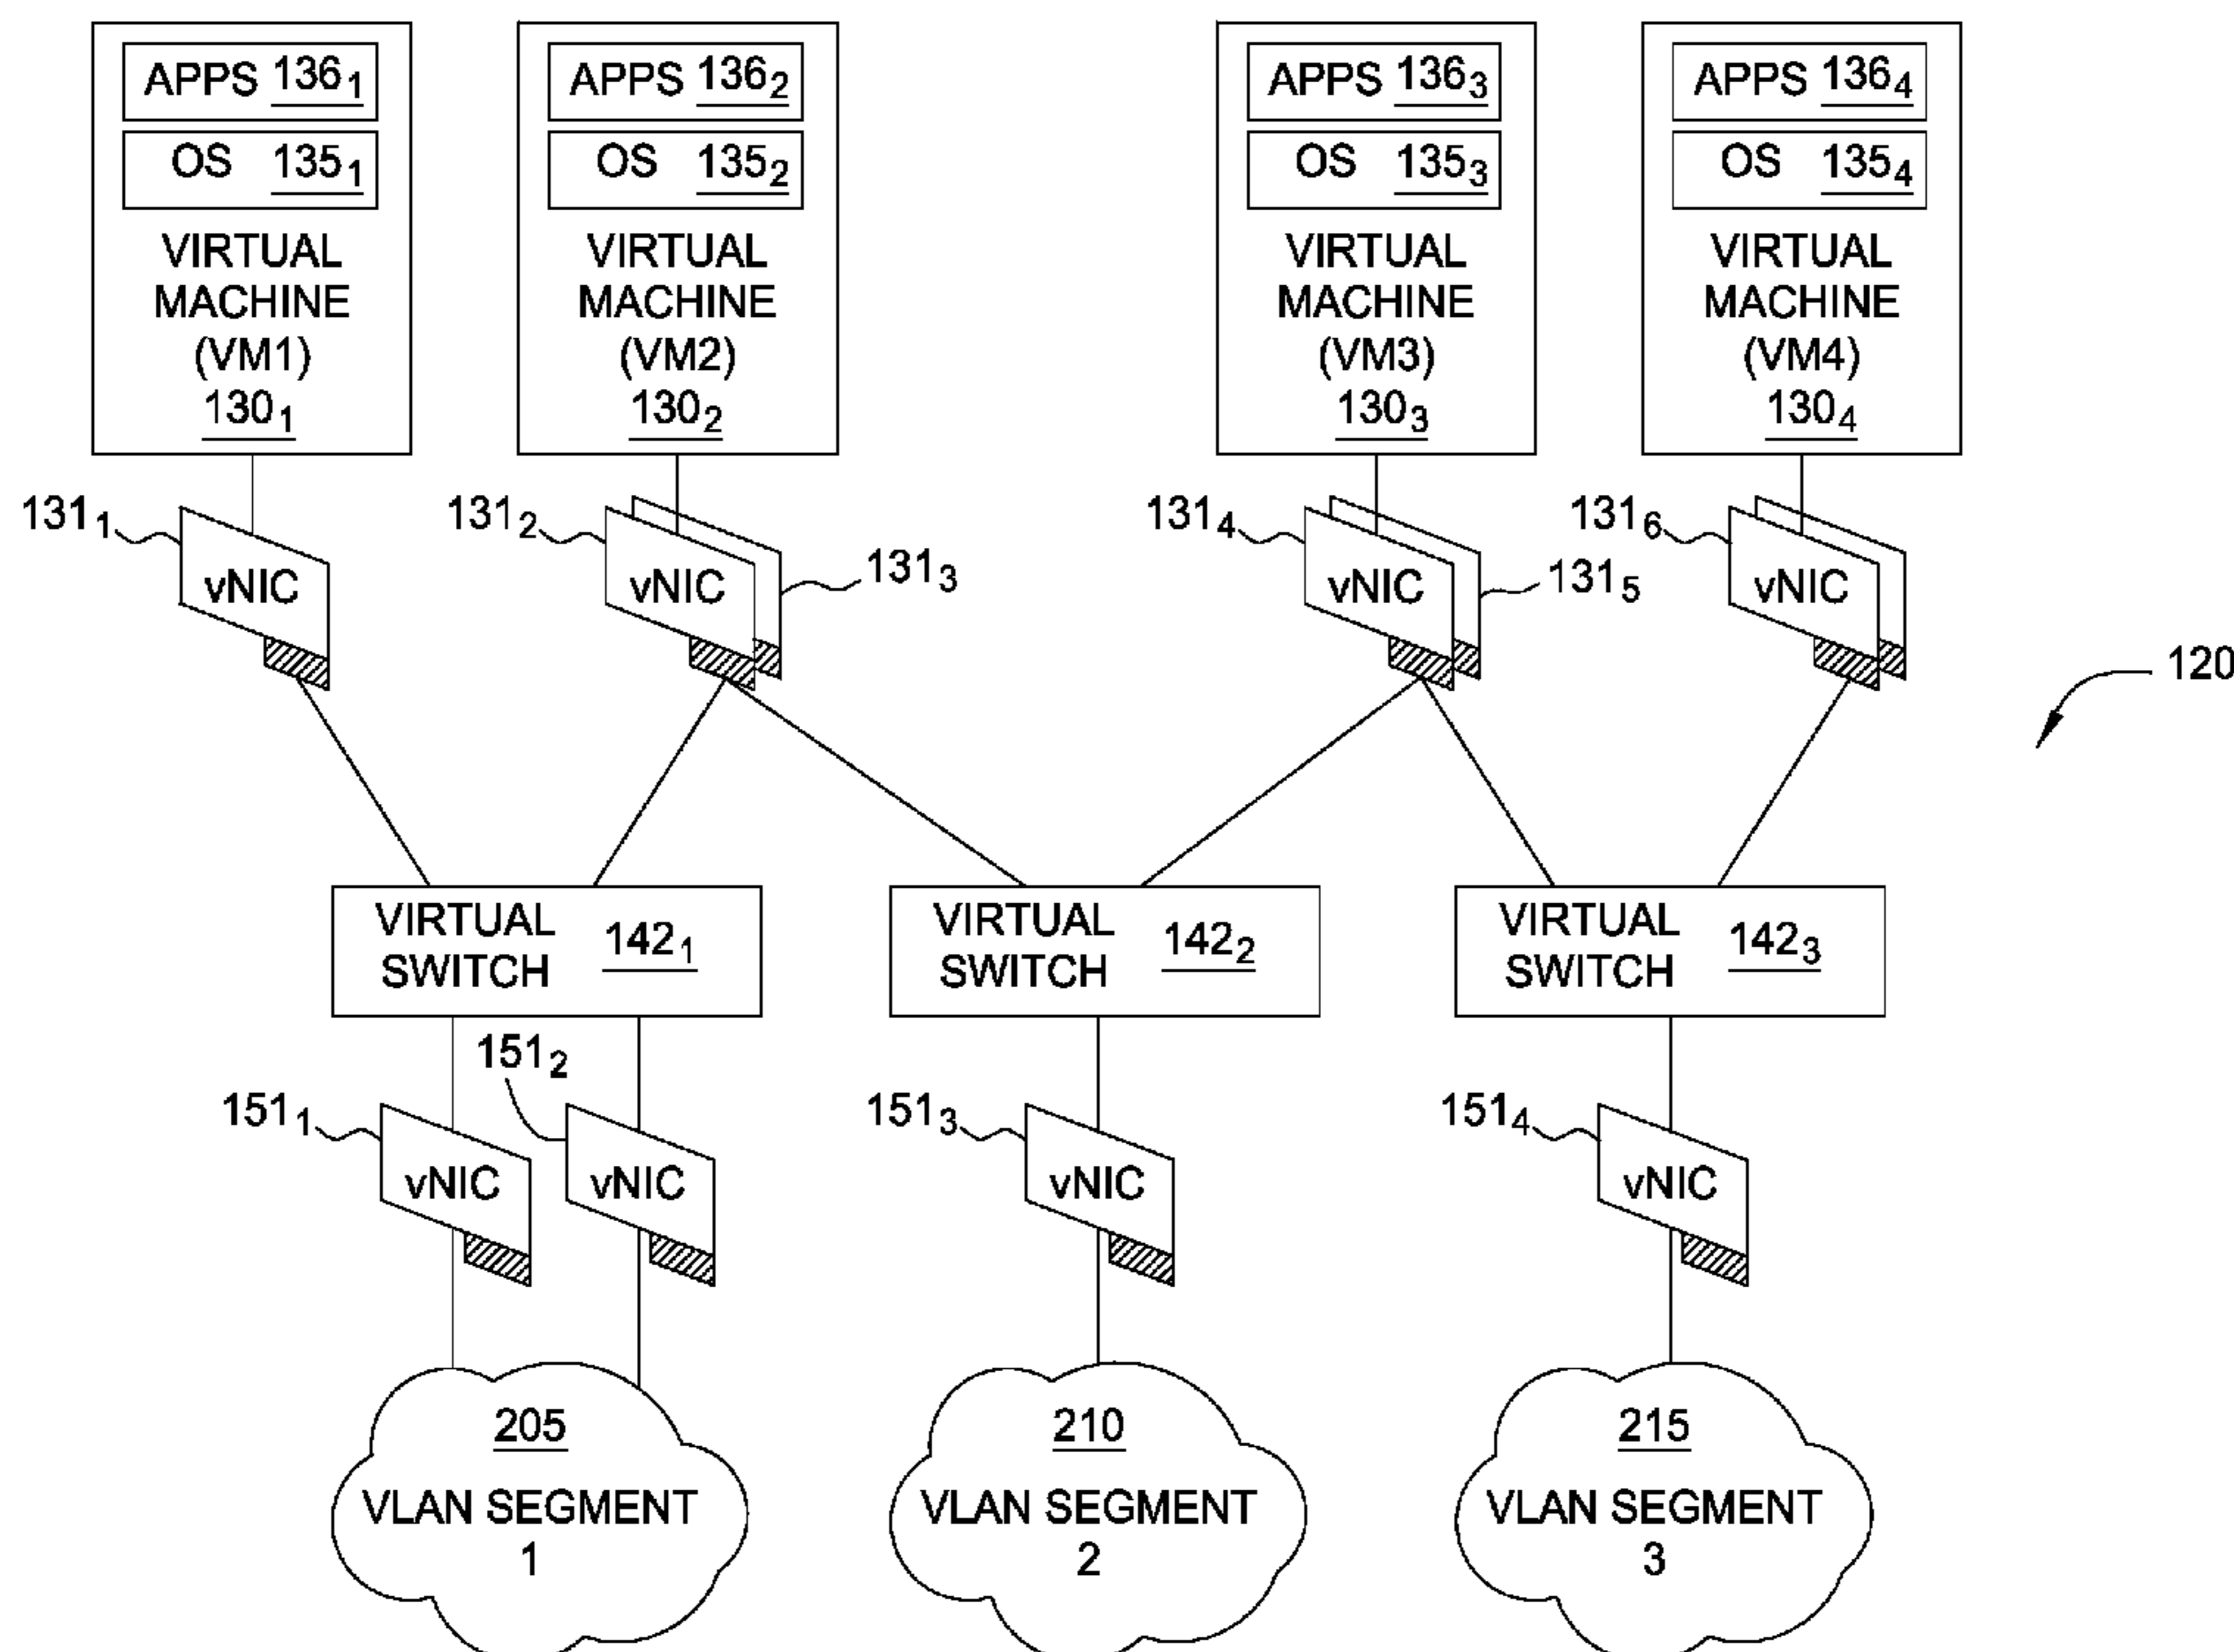 APPS 136₁
OS 135₁
VIRTUAL
MACHINE
(VM1)
130₁
APPS 136₂
OS 135₂
VIRTUAL
MACHINE
(VM2)
130₂
APPS 136₃
OS 135₃
VIRTUAL
MACHINE
(VM3)
130₃
APPS 136₄
OS 135₄
VIRTUAL
MACHINE
(VM4)
130₄
131₁
vNIC
131₂
vNIC
131₃
131₄
vNIC
131₅
131₆
vNIC
120
VIRTUAL
SWITCH
142₁
VIRTUAL
SWITCH
142₂
VIRTUAL
SWITCH
142₃
151₁
vNIC
151₂
vNIC
151₃
vNIC
151₄
vNIC
205
VLAN SEGMENT
1
210
VLAN SEGMENT
2
215
VLAN SEGMENT
3